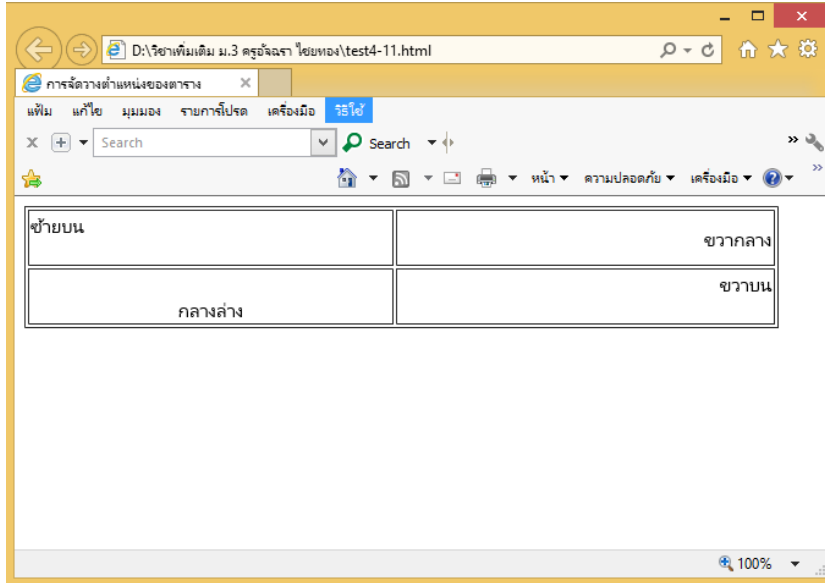 D:\วิชาเพิ่มเติม ม.3 ครูอัจฉรา ไชยทอง\test4-11.html
การจัดวางตำแหน่งของตาราง
แฟ้ม แก้ไข มุมมอง รายการโปรด เครื่องมือ วิธีใช้
Search Search
หน้า ความปลอดภัย เครื่องมือ
ซ้ายบน
ขวากลาง
ขวาบน
กลางล่าง
100%